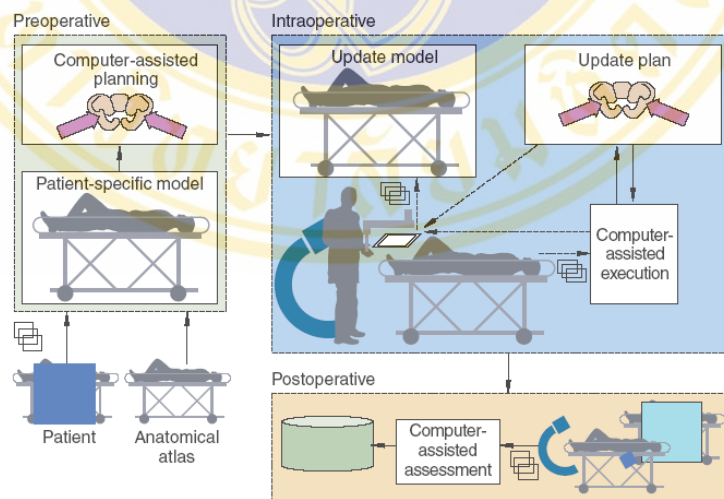 Preoperative
Computer-assisted
planning
Patient-specific model
Patient
Anatomical
atlas
Intraoperative
Update model
Update plan
Computer-
assisted
execution
Postoperative
Computer-
assisted
assessment